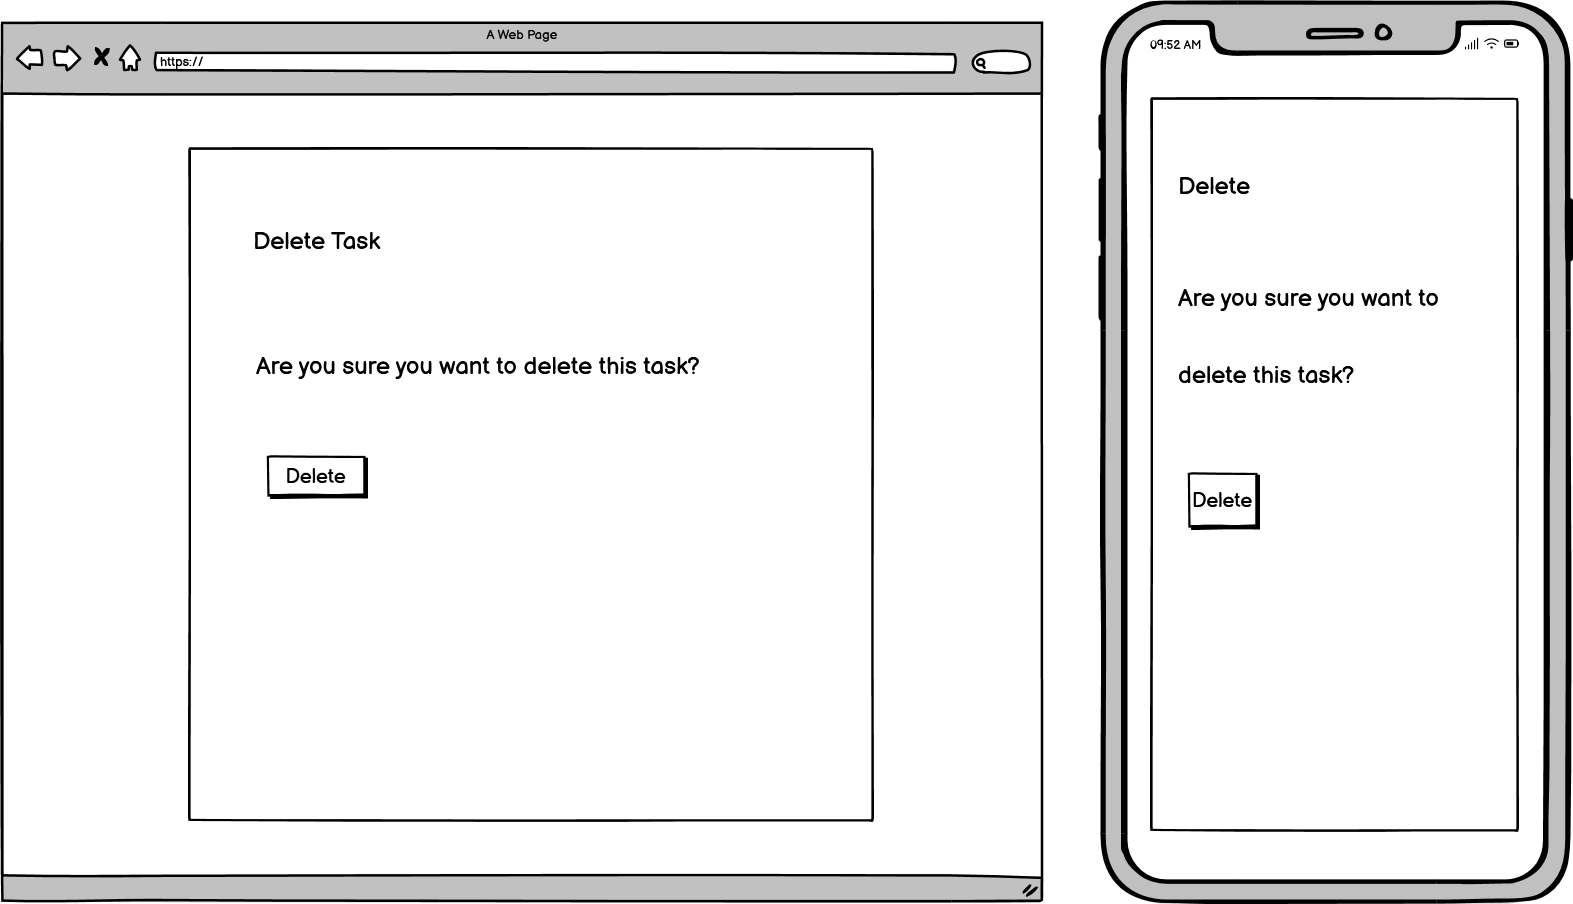 A Web Page
https://
Delete Task
Are you sure you want to delete this task?
Delete
09:52 AM
Delete
Are you sure you want to
delete this task?
Delete